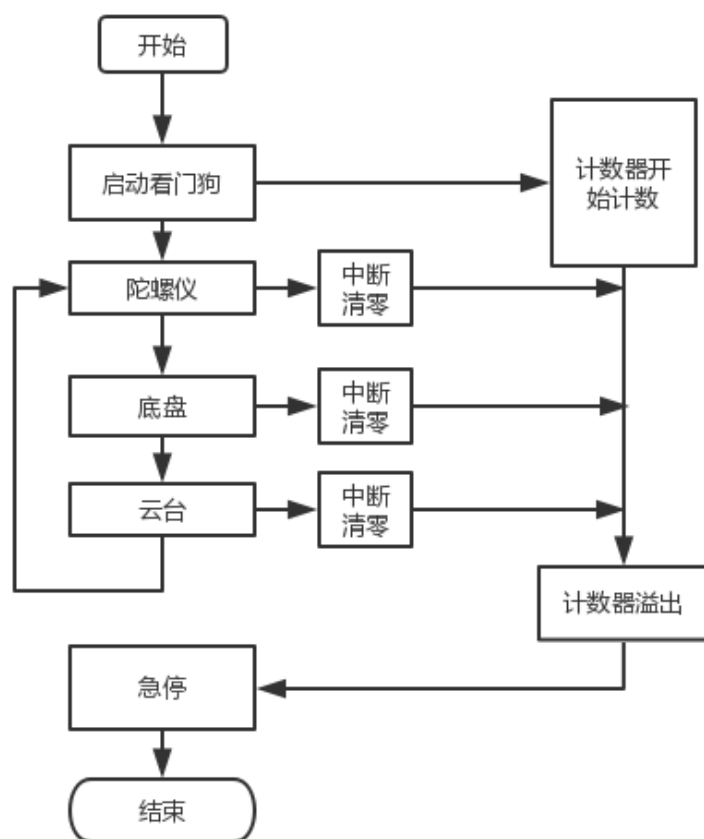 开始
启动看门狗
计数器开
始计数
陀螺仪
中断
清零
底盘
中断
清零
云台
中断
清零
计数器溢出
急停
结束